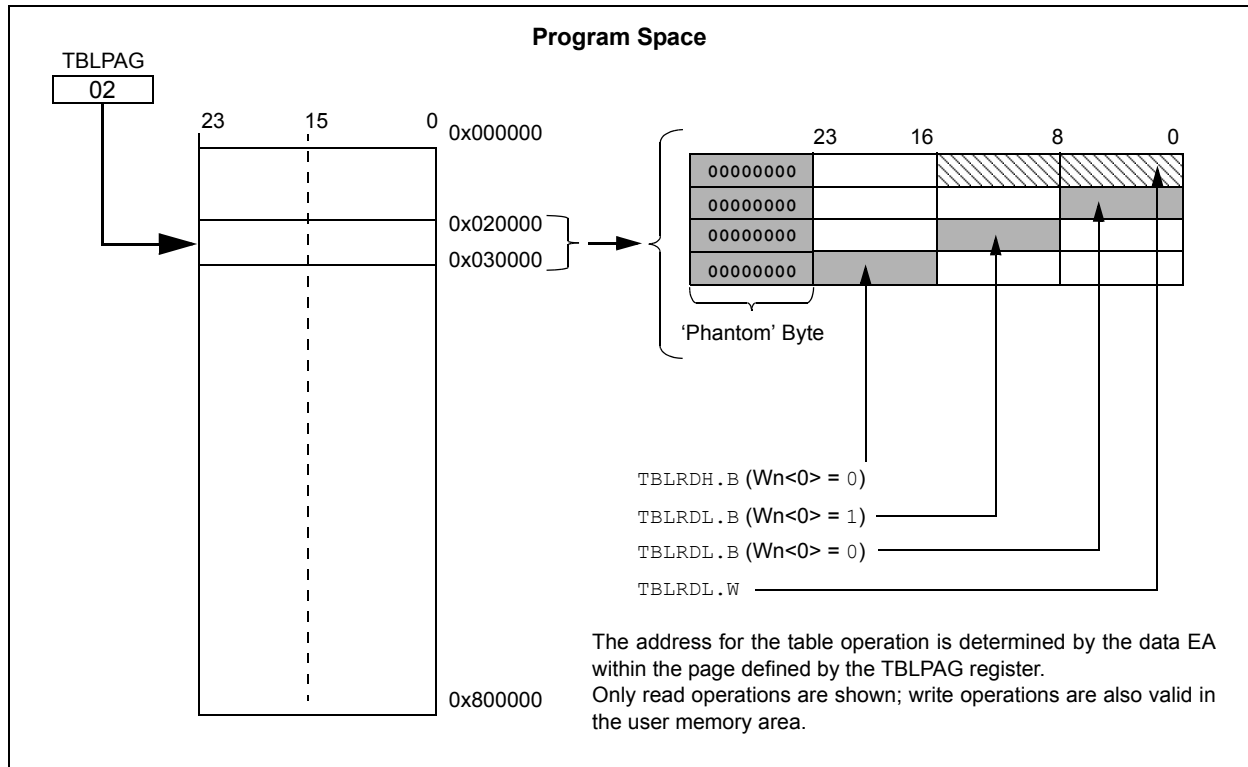 Program Space
TBLPAG
02
23 15 0
0x000000
0x020000
0x030000
0x800000
23 16 8 0
00000000
00000000
00000000
00000000
‘Phantom’ Byte
TBLRDH.B (Wn<0> = 0)
TBLRDL.B (Wn<0> = 1)
TBLRDL.B (Wn<0> = 0)
TBLRDL.W
The address for the table operation is determined by the data EA
within the page defined by the TBLPAG register.
Only read operations are shown; write operations are also valid in
the user memory area.